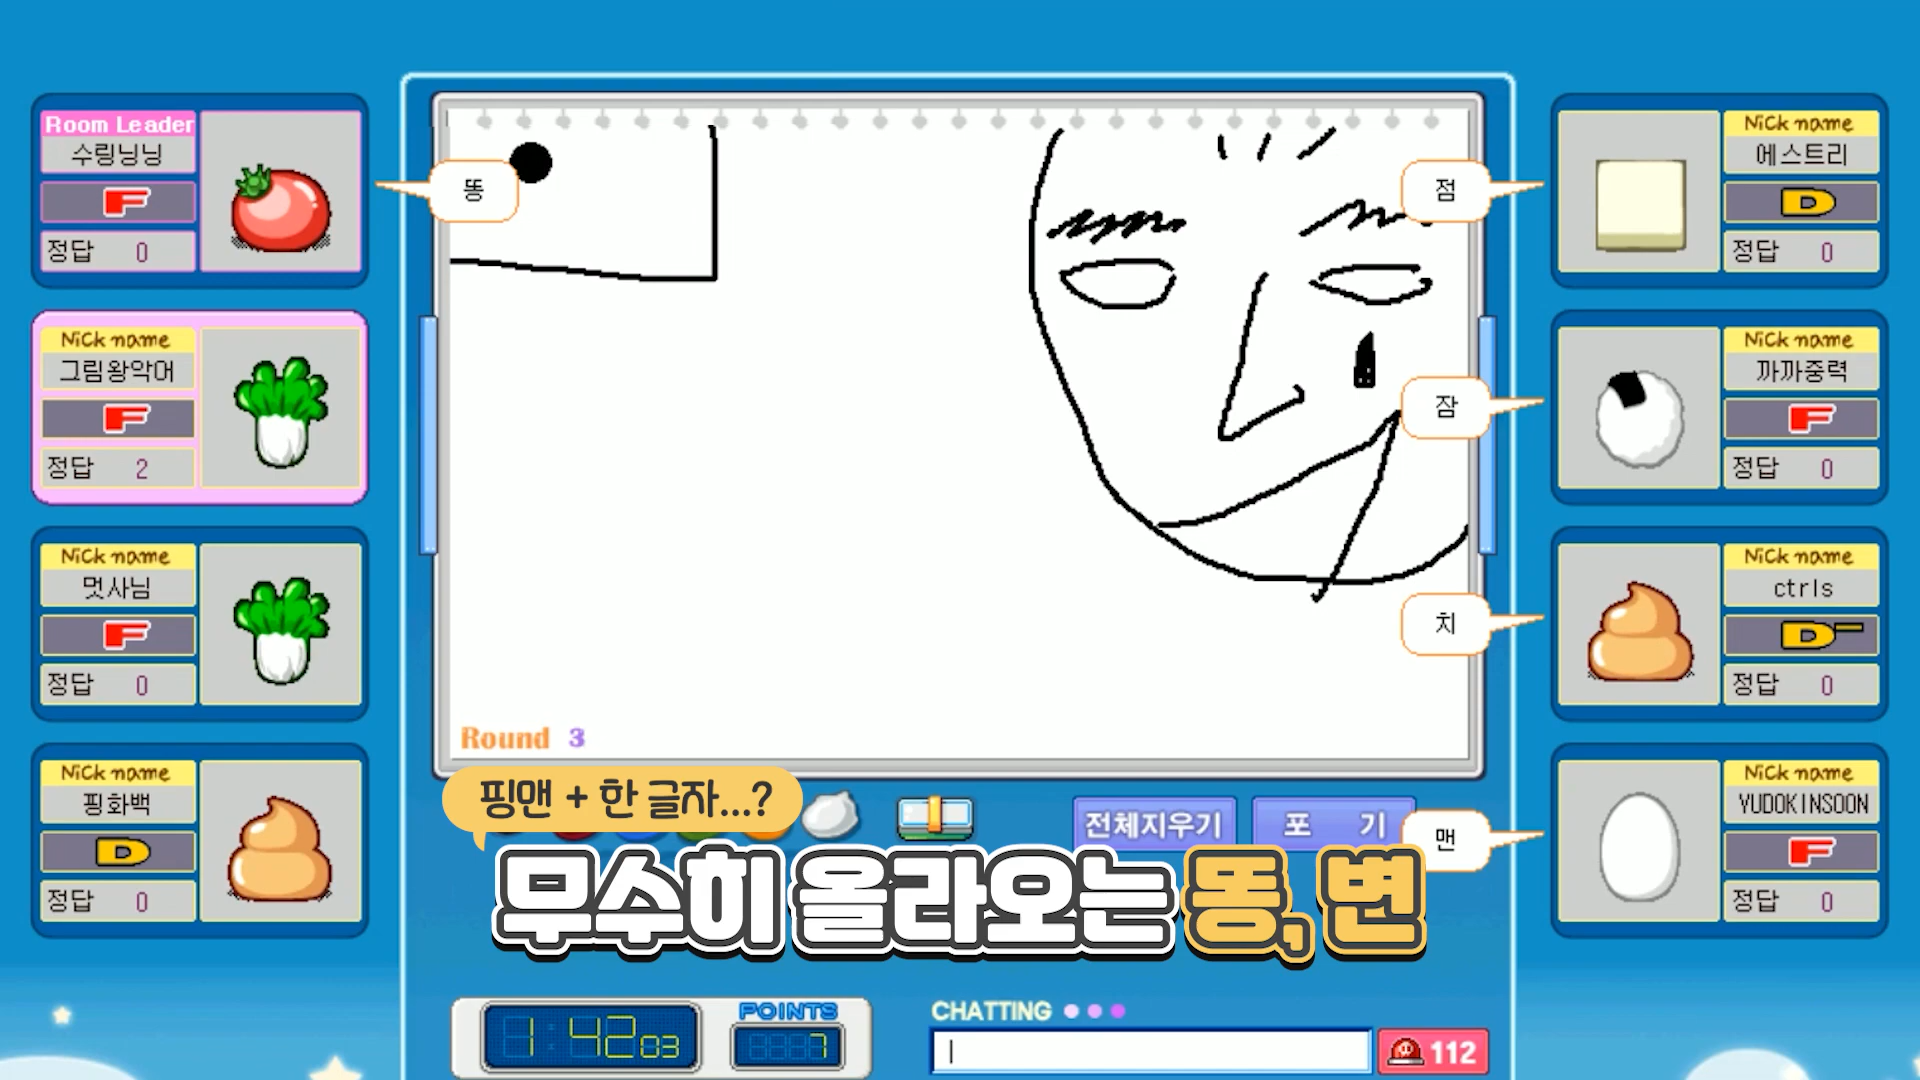 Room Leader
수링닝닝
F
정답 0
NiCk name
그림왕악어
F
정답 2
NiCk name
멋사님
F
정답 0
NiCk name
핑화백
D
정답 0
똥
점
잠
치
맨
Round 3
NiCk name
에스트리
D
정답 0
NiCk name
까까중력
F
정답 0
NiCk name
ctrls
D-
정답 0
NiCk name
YUDOKINSOON
F
정답 0
핑맨 + 한 글자...?
전체지우기
포 기
무수히 올라오는 똥, 변
1:42 03
POINTS
7
CHATTING
112